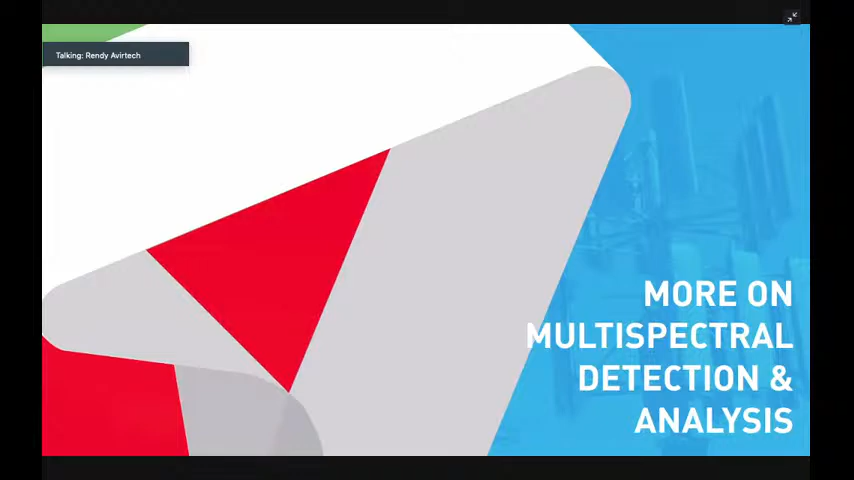 Talking: Rendy Avirtech
MORE ON
MULTISPECTRAL
DETECTION &
ANALYSIS